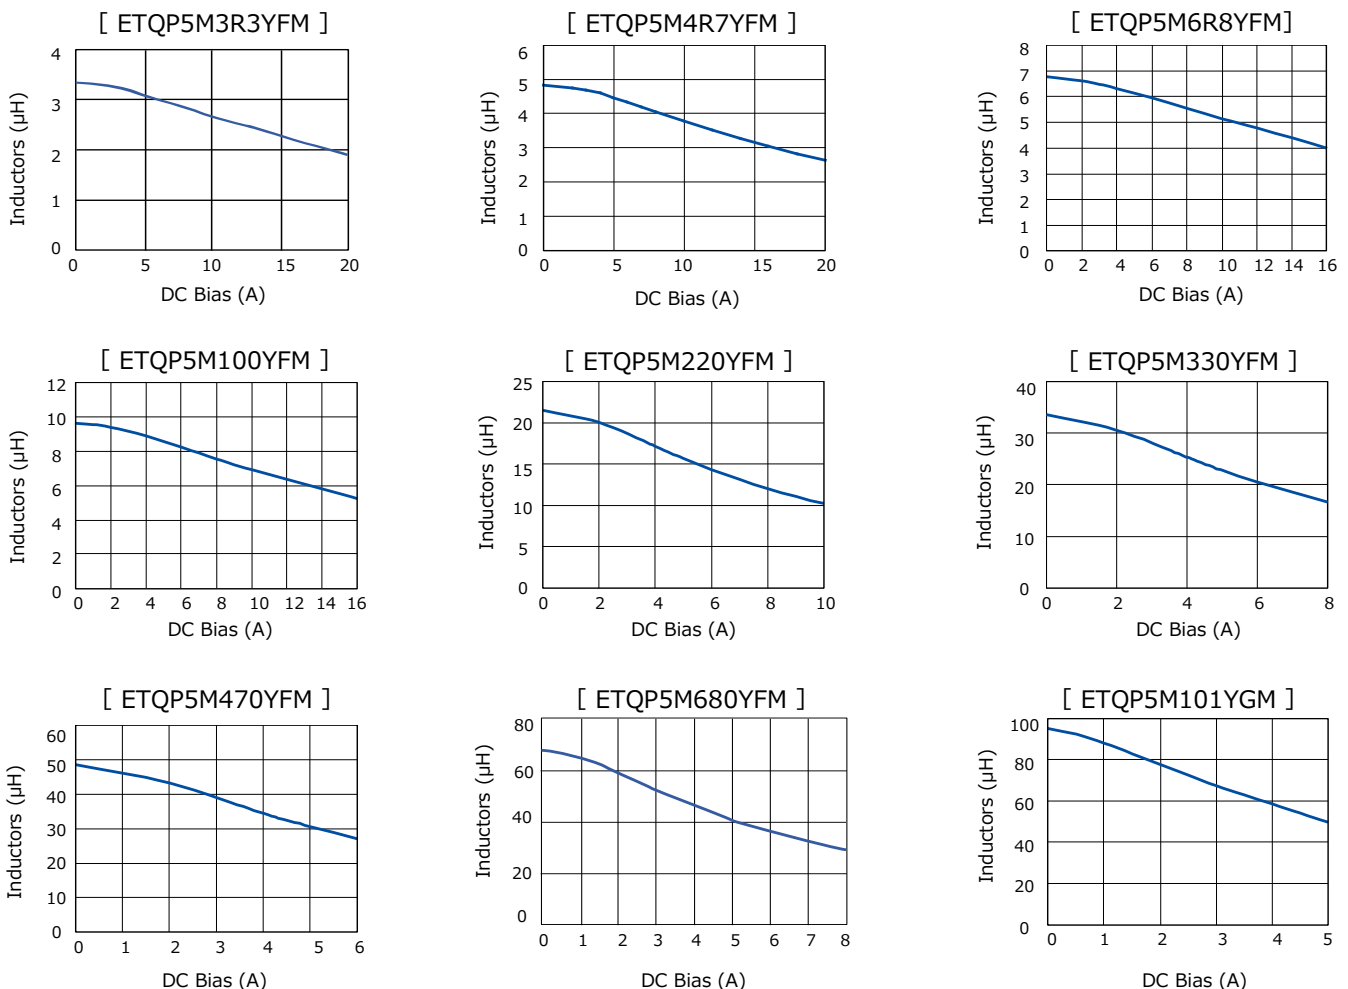 [ ETQP5M3R3YFM ]
4
3
2
1
0
Inductors (μH)
0 5 10 15 20
DC Bias (A)
[ ETQP5M4R7YFM ]
6
5
4
3
2
1
0
Inductors (μH)
0 5 10 15 20
DC Bias (A)
[ ETQP5M6R8YFM]
8
7
6
5
4
3
2
1
0
Inductors (μH)
0 2 4 6 8 10 12 14 16
DC Bias (A)
[ ETQP5M100YFM ]
12
10
8
6
4
2
0
Inductors (μH)
0 2 4 6 8 10 12 14 16
DC Bias (A)
[ ETQP5M220YFM ]
25
20
15
10
5
0
Inductors (μH)
0 2 4 6 8 10
DC Bias (A)
[ ETQP5M330YFM ]
40
30
20
10
0
Inductors (μH)
0 2 4 6 8
DC Bias (A)
[ ETQP5M470YFM ]
60
50
40
30
20
10
0
Inductors (μH)
0 1 2 3 4 5 6
DC Bias (A)
[ ETQP5M680YFM ]
80
60
40
20
0
Inductors (μH)
0 1 2 3 4 5 6 7 8
DC Bias (A)
[ ETQP5M101YGM ]
100
80
60
40
20
0
Inductors (μH)
0 1 2 3 4 5
DC Bias (A)